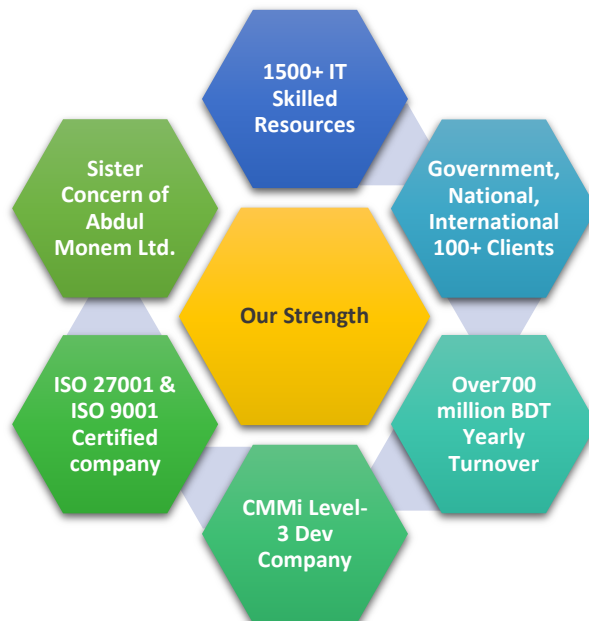 1500+ IT
Skilled
Resources
Government,
National,
International
100+ Clients
Over700
million BDT
Yearly
Turnover
CMMi Level-
3 Dev
Company
ISO 27001 &
ISO 9001
Certified
company
Sister
Concern of
Abdul
Monem Ltd.
Our Strength